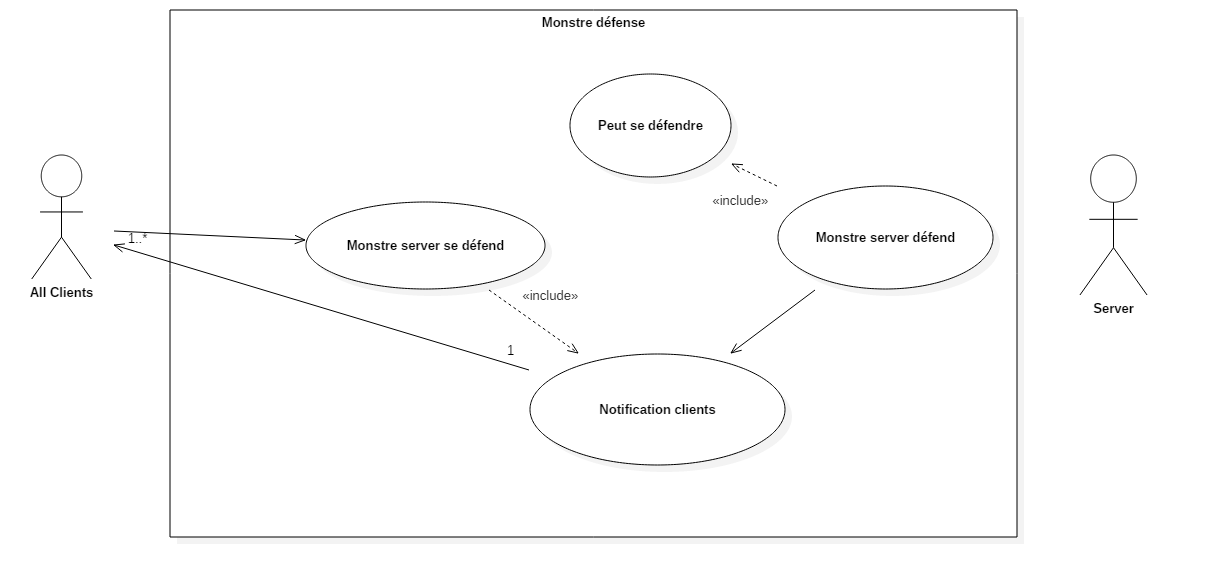 Monstre défense
Peut se défendre
«include»
Monstre server défend
1..*
Monstre server se défend
All Clients
«include»
Server
1
Notification clients